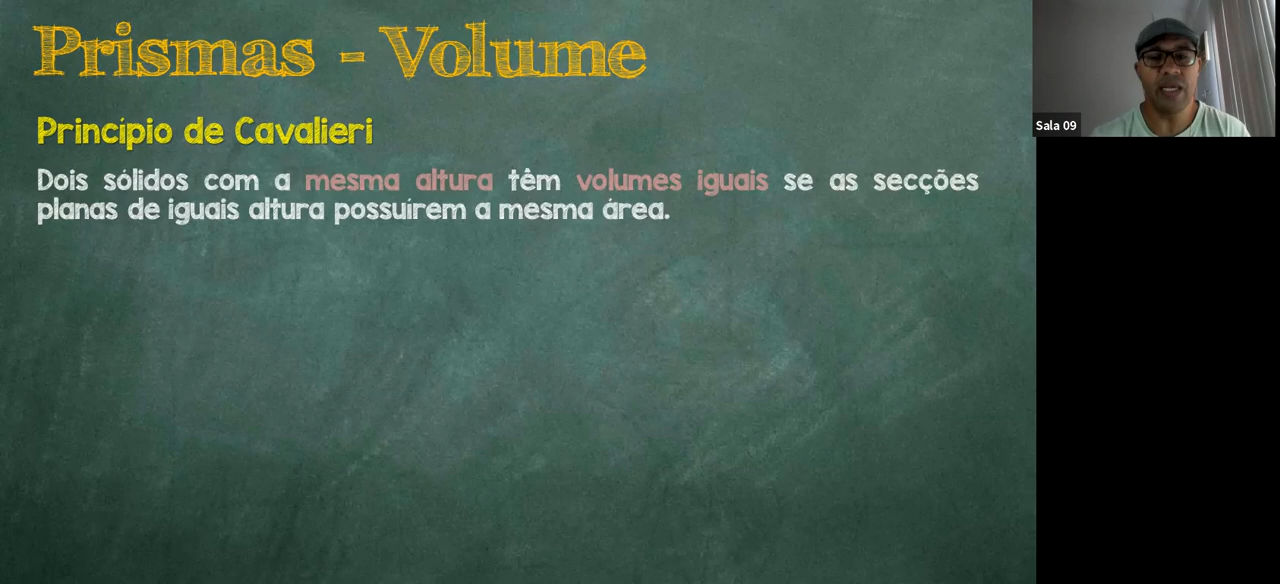 Prismas - Volume
Princípio de Cavalieri
Dois sólidos com a mesma altura têm volumes iguais se as secções
planas de iguais altura possuírem a mesma área.
Sala 09